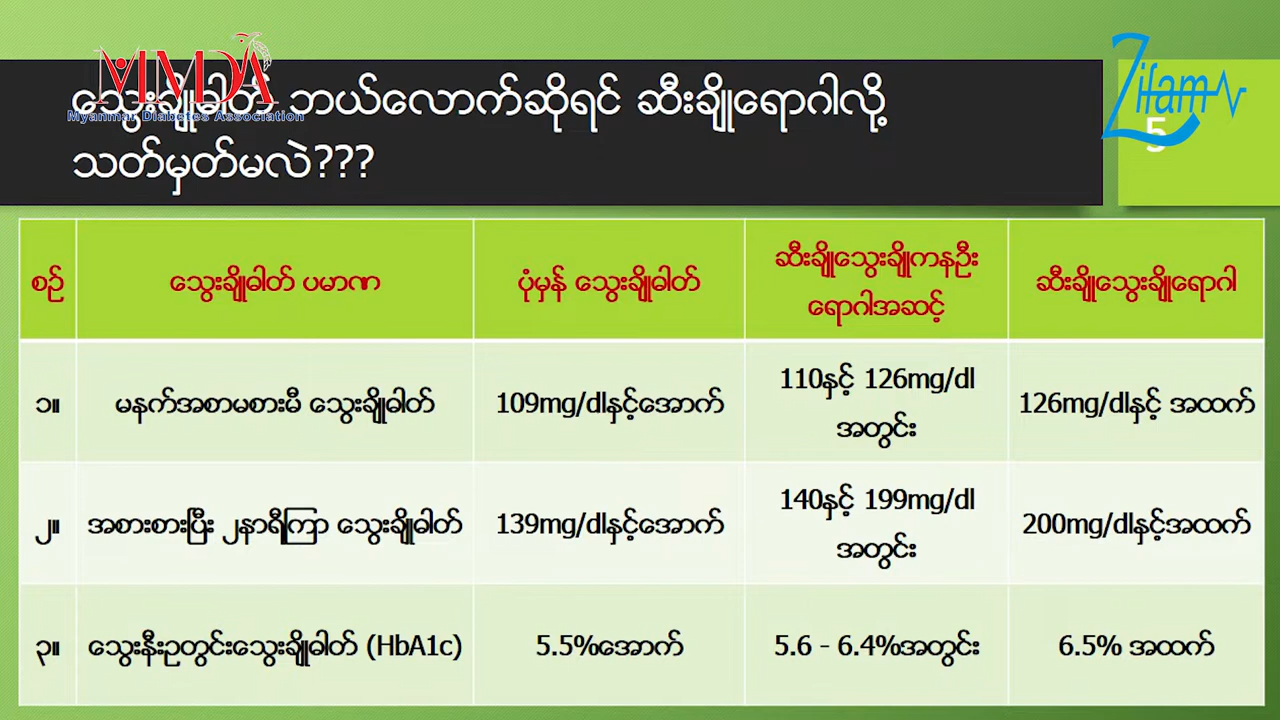 MMDA
Myanmar Diabetes Association
Zifam
သွေးချိုဓါတ် ဘယ်လောက်ဆိုရင် ဆီးချိုရောဂါလို့
သတ်မှတ်မလဲ???
5
စဉ်
သွေးချိုဓါတ် ပမာဏ
ပုံမှန် သွေးချိုဓါတ်
ဆီးချိုသွေးချိုကနဦး
ရောဂါအဆင့်
ဆီးချိုသွေးချိုရောဂါ
၁။
မနက်အစာမစားမီ သွေးချိုဓါတ်
109mg/dlနှင့်အောက်
110နှင့် 126mg/dl
အတွင်း
126mg/dlနှင့် အထက်
၂။
အစားစားပြီး ၂နာရီကြာ သွေးချိုဓါတ်
139mg/dlနှင့်အောက်
140နှင့် 199mg/dl
အတွင်း
200mg/dlနှင့်အထက်
၃။
သွေးနီးဥတွင်းသွေးချိုဓါတ် (HbA1c)
5.5%အောက်
5.6 - 6.4%အတွင်း
6.5% အထက်